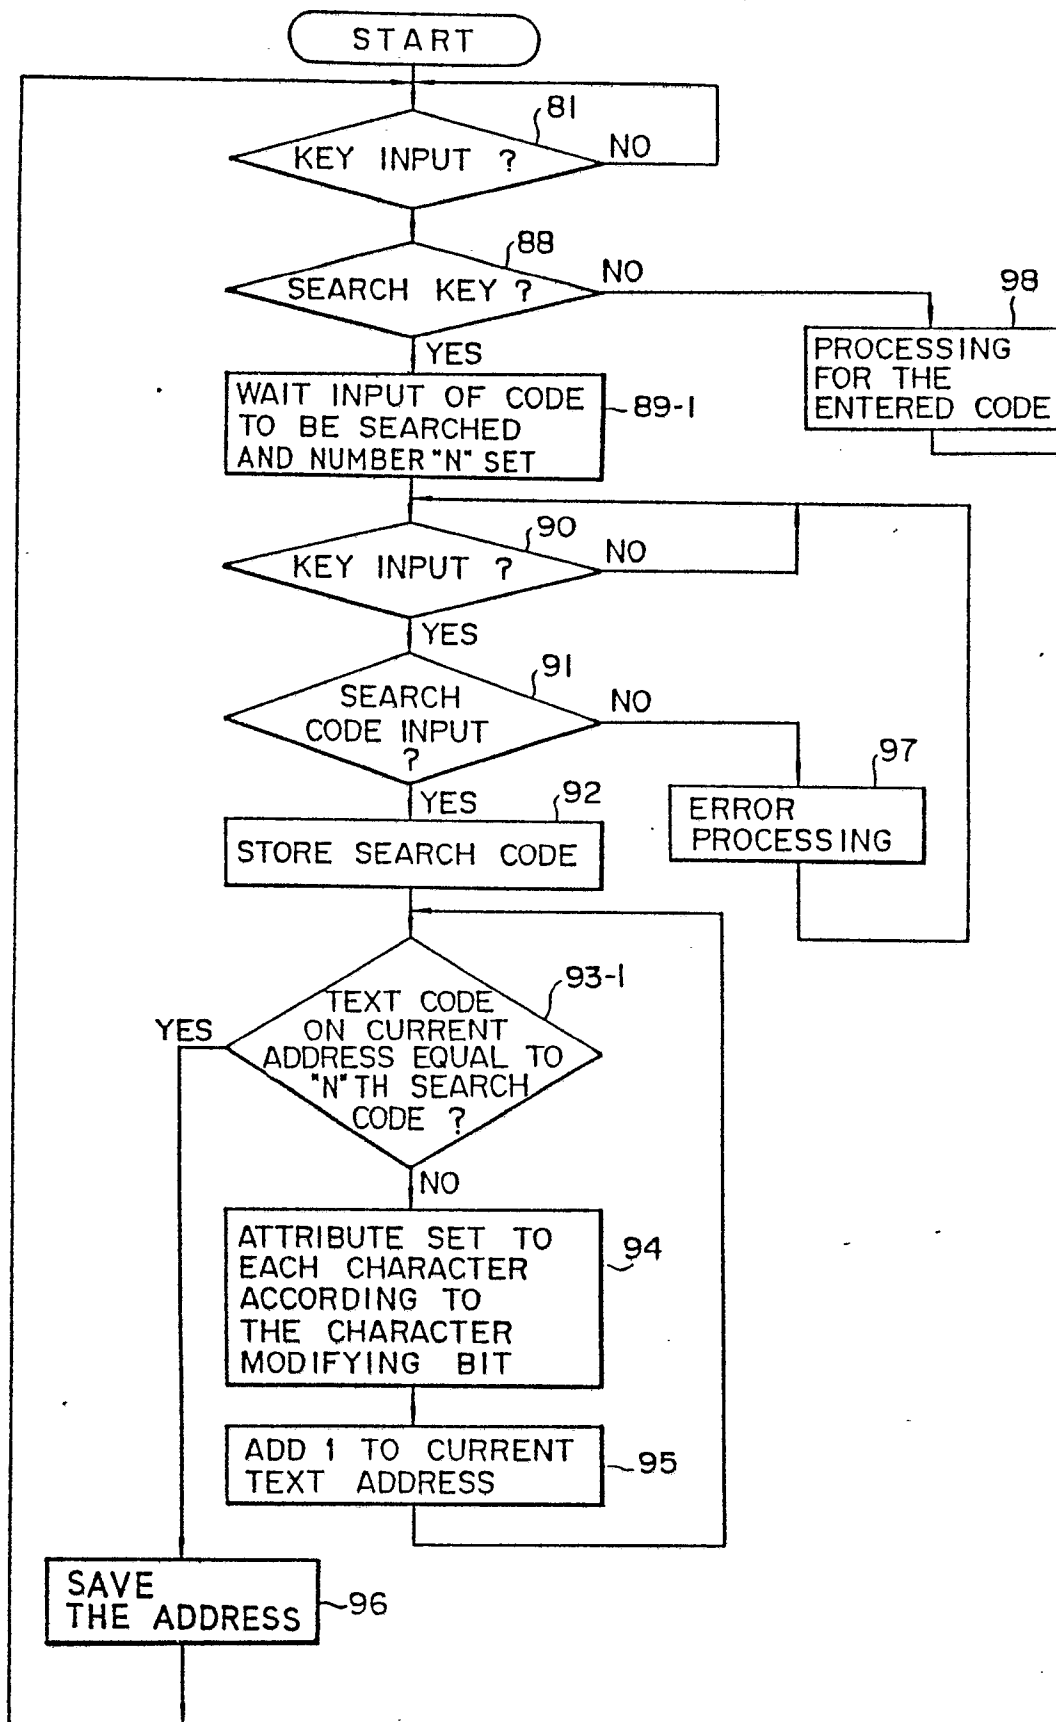 START
81
KEY INPUT ?
NO
88
SEARCH KEY ?
NO
98
YES
PROCESSING
FOR THE
ENTERED CODE
WAIT INPUT OF CODE
TO BE SEARCHED
AND NUMBER "N" SET
89-1
90
KEY INPUT ?
NO
YES
91
SEARCH
CODE INPUT
?
NO
97
YES
92
ERROR
PROCESSING
STORE SEARCH CODE
93-1
YES
TEXT CODE
ON CURRENT
ADDRESS EQUAL TO
"N" TH SEARCH
CODE ?
NO
ATTRIBUTE SET TO
EACH CHARACTER
ACCORDING TO
THE CHARACTER
MODIFYING BIT
94
ADD 1 TO CURRENT
TEXT ADDRESS
95
SAVE
THE ADDRESS
96